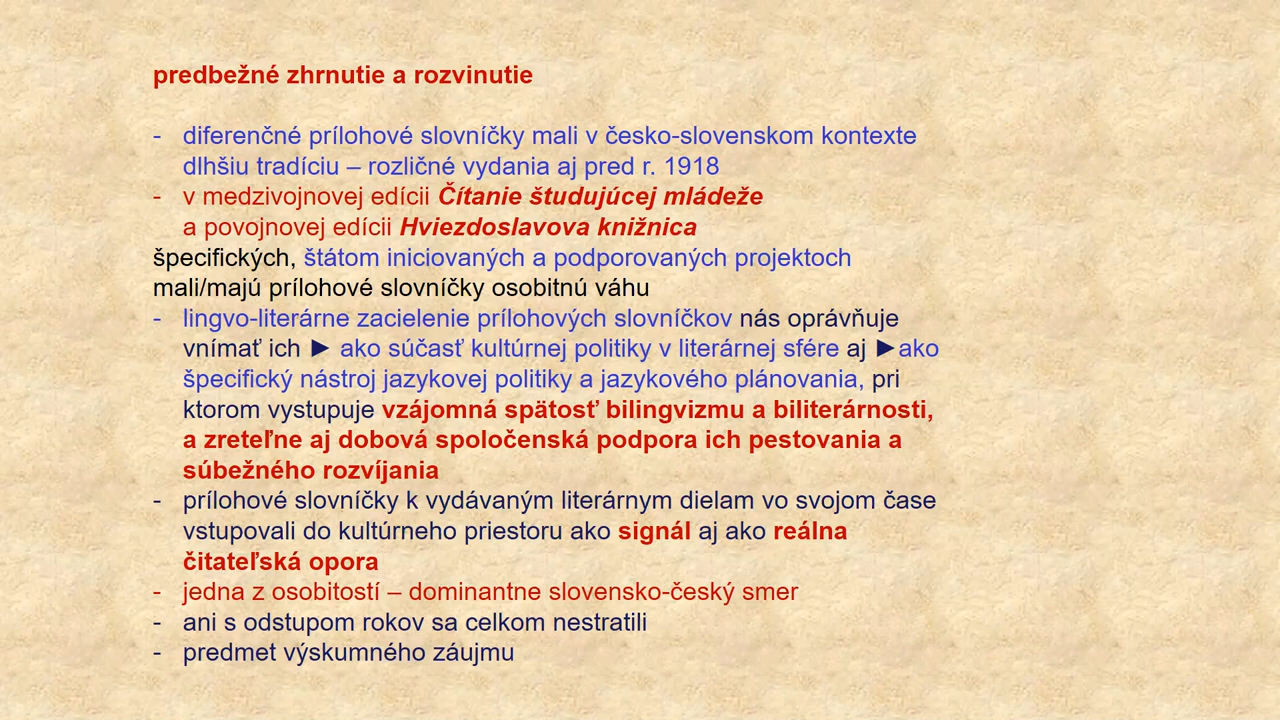 predbežné zhrnutie a rozvinutie
- diferenčné prílohové slovníčky mali v česko-slovenskom kontexte
dlhšiu tradíciu – rozličné vydania aj pred r. 1918
- v medzivojnovej edícii Čítanie študujúcej mládeže
a povojnovej edícii Hviezdoslavova knižnica
špecifických, štátom iniciovaných a podporovaných projektoch
mali/majú prílohové slovníčky osobitnú váhu
- lingvo-literárne zacielenie prílohových slovníčkov nás oprávňuje
vnímať ich ► ako súčasť kultúrnej politiky v literárnej sfére aj ►ako
špecifický nástroj jazykovej politiky a jazykového plánovania, pri
ktorom vystupuje vzájomná spätosť bilingvizmu a biliterárnosti,
a zreteľne aj dobová spoločenská podpora ich pestovania a
súbežného rozvíjania
- prílohové slovníčky k vydávaným literárnym dielam vo svojom čase
vstupovali do kultúrneho priestoru ako signál aj ako reálna
čitateľská opora
- jedna z osobitostí – dominantne slovensko-český smer
- ani s odstupom rokov sa celkom nestratili
- predmet výskumného záujmu